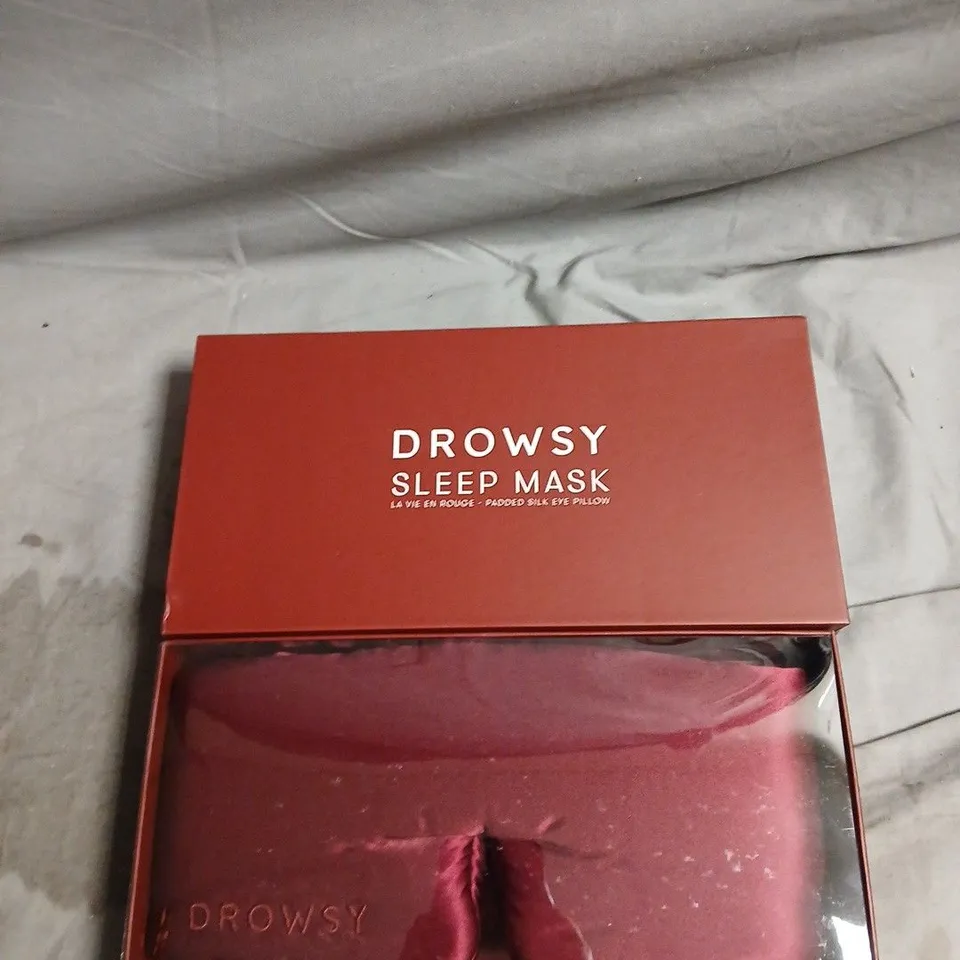 DROWSY
SLEEP MASK
LA VIE EN ROUGE - PADDED SILK EYE PILLOW
DROWSY